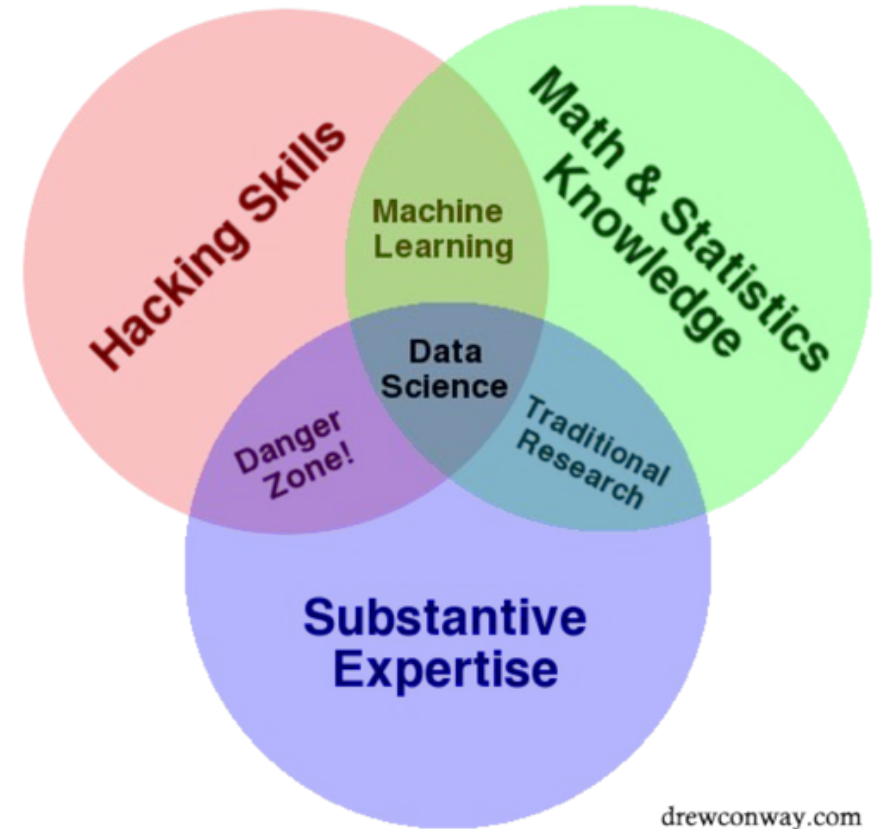 Hacking Skills
Math & Statistics
Knowledge
Machine
Learning
Data
Science
Danger
Zone!
Traditional
Research
Substantive
Expertise
drewconway.com